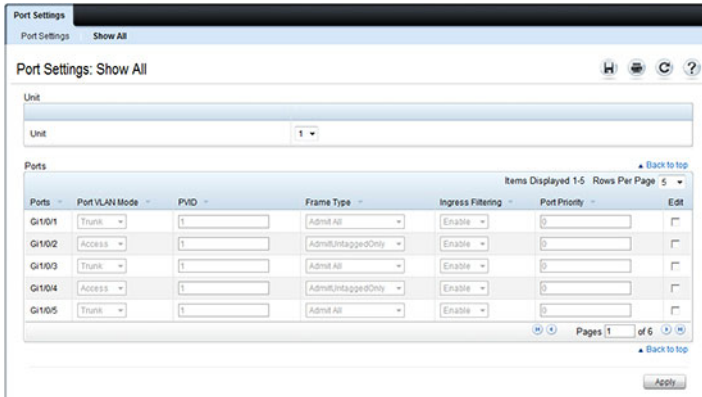 Port Settings
Port Settings Show All
Port Settings: Show All
Unit
Unit 1
Ports
Back to top
Items Displayed 1-5 Rows Per Page 5
Ports Port VLAN Mode PVID Frame Type Ingress Filtering Port Priority Edit
Gi1/0/1 Trunk 1 Admit All Enable 0
Gi1/0/2 Access 1 AdmitUntaggedOnly Enable 0
Gi1/0/3 Trunk 1 Admit All Enable 0
Gi1/0/4 Access 1 AdmitUntaggedOnly Enable 0
Gi1/0/5 Trunk 1 Admit All Enable 0
Pages 1 of 6
Back to top
Apply